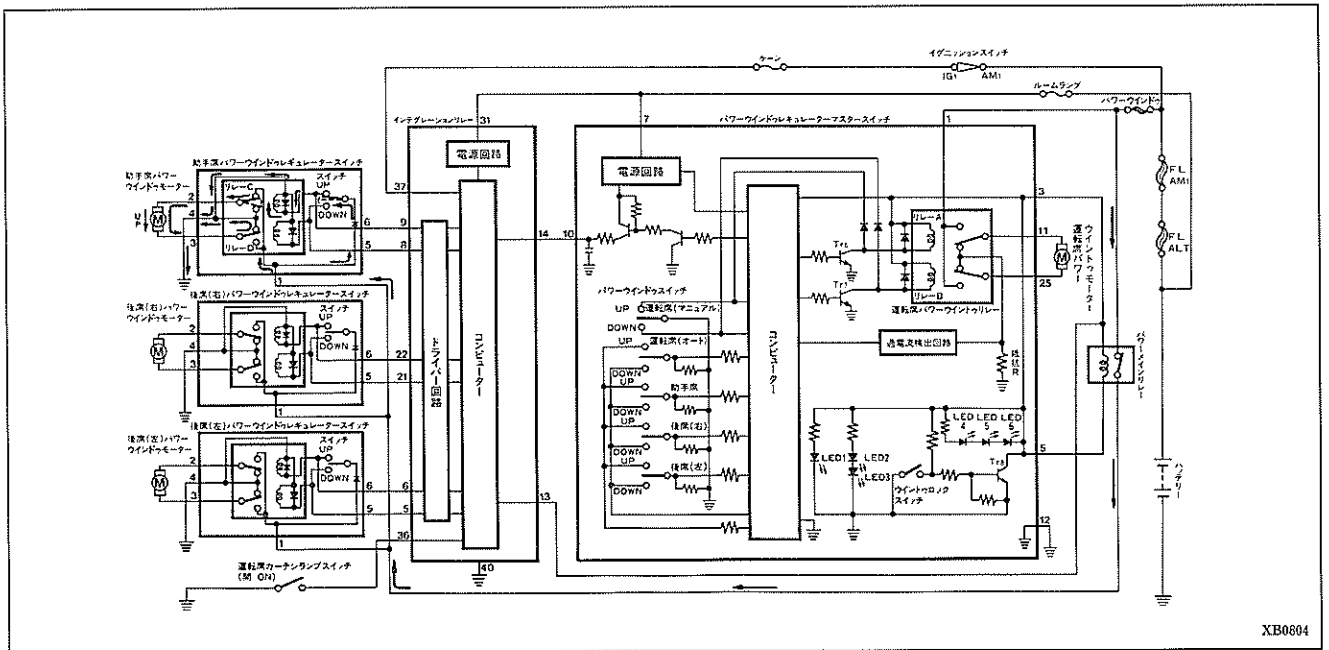 イグニッションスイッチ
ゲージ
IG1 AM1
ルームランプ
パワーウインドウ
インテグレーションリレー
31
7
パワーウインドゥレギュレーターマスタースイッチ
1
電源回路
電源回路
助手席パワーウインドゥレギュレータースイッチ
助手席パワー
ウインドゥモーター
リレーC
スイッチ
UP
DOWN
リレーD
2
4
3
6
5
1
M
UP
37
9
8
14
10
3
FL
AM1
FL
ALT
リレーA
リレーB
11
25
M
運転席パワー
ウインドゥモーター
運転席パワーウインドゥリレー
Tr1
Tr2
後席(右)パワーウインドゥレギュレータースイッチ
後席(右)パワー
ウインドゥモーター
スイッチ
UP
DOWN
2
4
3
6
5
1
M
22
21
ドライバー回路
コンピューター
パワーウインドゥスイッチ
UP 運転席(マニュアル)
DOWN
UP 運転席(オート)
DOWN
UP 助手席
DOWN
UP 後席(右)
DOWN
UP 後席(左)
DOWN
コンピューター
過電流検出回路
抵抗R
パワーメインリレー
後席(左)パワーウインドゥレギュレータースイッチ
後席(左)パワー
ウインドゥモーター
スイッチ
UP
DOWN
2
4
3
6
5
1
M
6
5
36
13
40
LED1
LED2
LED3
LED 4
LED 5
LED 6
ウインドゥロック
スイッチ
Tr3
5
12
バッテリー
運転席カーテシランプスイッチ
(開 ON)
XB0804